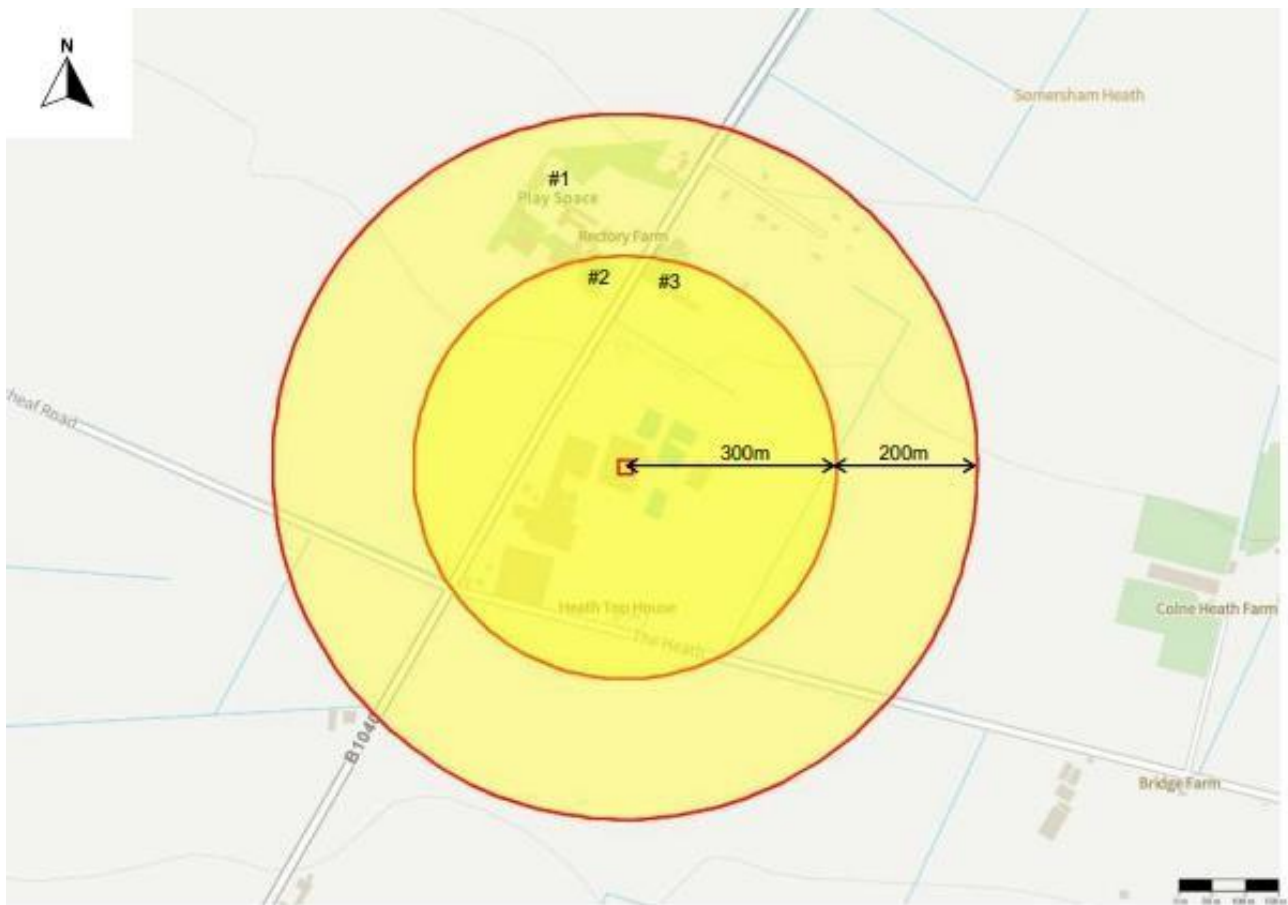 N
Somersham Heath
#1
Play Space
Rectory Farm
#2
#3
heaf Road
300m
200m
Heath Top House
The Heath
Colne Heath Farm
B1040
Bridge Farm